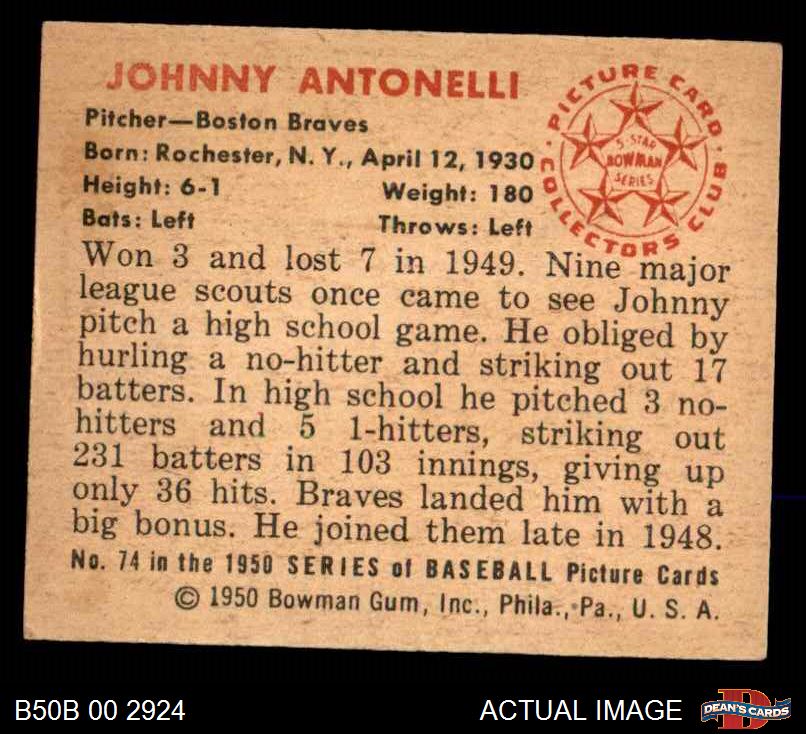 JOHNNY ANTONELLI
PICTURE CARD
COLLECTORS CLUB
5-STAR
BOWMAN
SERIES
Pitcher—Boston Braves
Born: Rochester, N. Y., April 12, 1930
Height: 6-1 Weight: 180
Bats: Left Throws: Left
Won 3 and lost 7 in 1949. Nine major
league scouts once came to see Johnny
pitch a high school game. He obliged by
hurling a no-hitter and striking out 17
batters. In high school he pitched 3 no-
hitters and 5 1-hitters, striking out
231 batters in 103 innings, giving up
only 36 hits. Braves landed him with a
big bonus. He joined them late in 1948.
No. 74 in the 1950 SERIES of BASEBALL Picture Cards
© 1950 Bowman Gum, Inc., Phila., Pa., U. S. A.
B50B 00 2924 ACTUAL IMAGE
D
DEAN'S CARDS